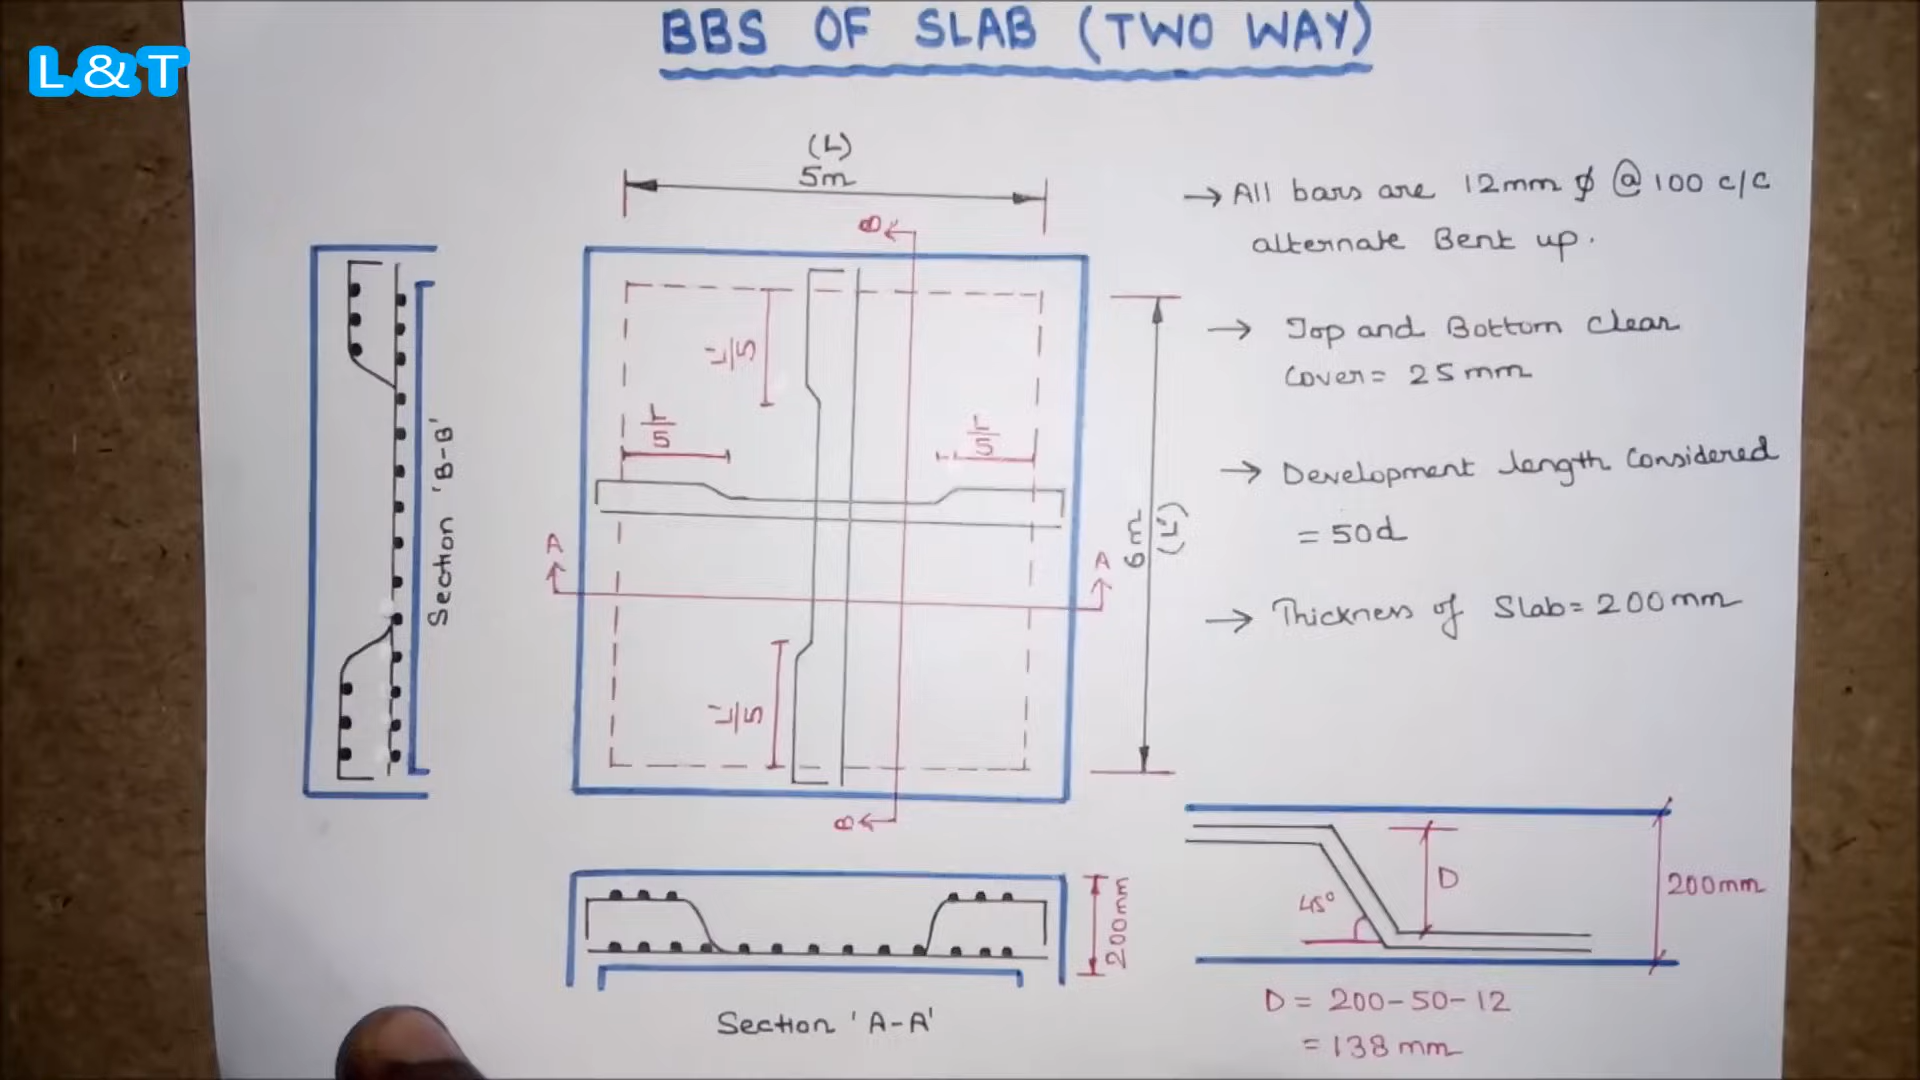 BBS OF SLAB (TWO WAY)
L&T
(L)
5m
B
L'/5
L/5
L/5
A
A
6m
(L')
L'/5
B
Section 'B-B'
200mm
Section 'A-A'
→ All bars are 12mm ϕ @ 100 c/c
alternate Bent up.
→ Top and Bottom clear
cover = 25mm
→ Development length considered
= 50d
→ Thickness of Slab = 200mm
45°
D
200mm
D = 200-50-12
= 138 mm